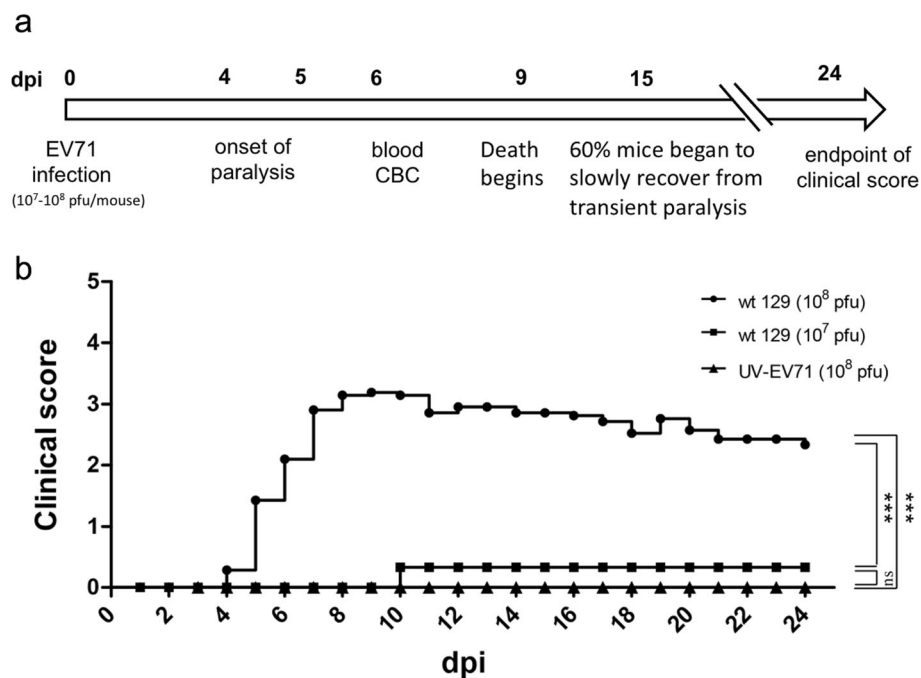 a
dpi 0 4 5 6 9 15 24
EV71
infection
(10⁷-10⁸ pfu/mouse)
onset of
paralysis
blood
CBC
Death
begins
60% mice began to
slowly recover from
transient paralysis
endpoint of
clinical score
b
Clinical score
5
4
3
2
1
0
wt 129 (10⁸ pfu)
wt 129 (10⁷ pfu)
UV-EV71 (10⁸ pfu)
***
***
ns
0 2 4 6 8 10 12 14 16 18 20 22 24
dpi